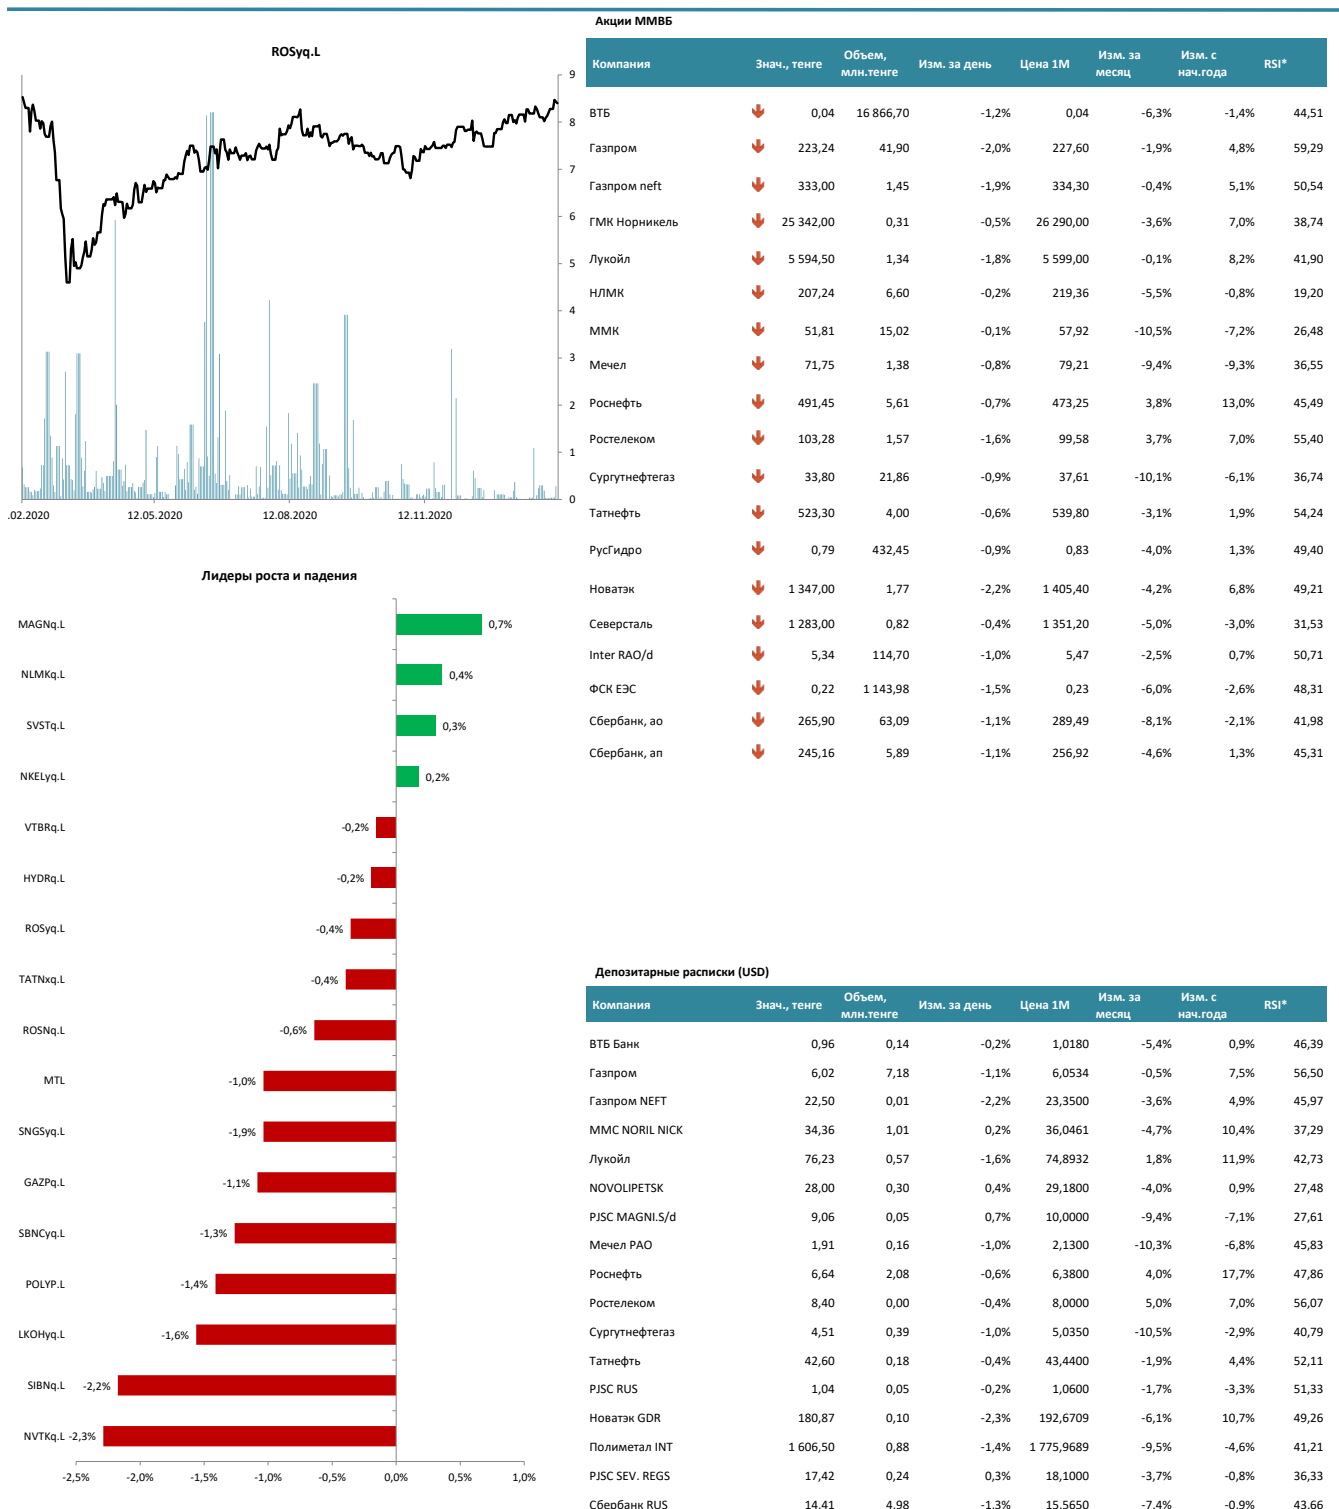 Акции ММВБ
ROSyq.L
9
8
7
6
5
4
3
2
1
0
.02.2020 12.05.2020 12.08.2020 12.11.2020
Лидеры роста и падения
MAGNq.L 0,7%
NLMKq.L 0,4%
SVSTq.L 0,3%
NKELyq.L 0,2%
VTBRq.L -0,2%
HYDRq.L -0,2%
ROSyq.L -0,4%
TATNxq.L -0,4%
ROSNq.L -0,6%
MTL -1,0%
SNGSyq.L -1,9%
GAZPq.L -1,1%
SBNCyq.L -1,3%
POLYP.L -1,4%
LKOHyq.L -1,6%
SIBNq.L -2,2%
NVTKq.L -2,3%
-2,5% -2,0% -1,5% -1,0% -0,5% 0,0% 0,5% 1,0%
Компания Знач., тенге Объем, млн.тенге Изм. за день Цена 1М Изм. за месяц Изм. с нач.года RSI*
ВТБ 0,04 16 866,70 -1,2% 0,04 -6,3% -1,4% 44,51
Газпром 223,24 41,90 -2,0% 227,60 -1,9% 4,8% 59,29
Газпром neft 333,00 1,45 -1,9% 334,30 -0,4% 5,1% 50,54
ГМК Норникель 25 342,00 0,31 -0,5% 26 290,00 -3,6% 7,0% 38,74
Лукойл 5 594,50 1,34 -1,8% 5 599,00 -0,1% 8,2% 41,90
НЛМК 207,24 6,60 -0,2% 219,36 -5,5% -0,8% 19,20
ММК 51,81 15,02 -0,1% 57,92 -10,5% -7,2% 26,48
Мечел 71,75 1,38 -0,8% 79,21 -9,4% -9,3% 36,55
Роснефть 491,45 5,61 -0,7% 473,25 3,8% 13,0% 45,49
Ростелеком 103,28 1,57 -1,6% 99,58 3,7% 7,0% 55,40
Сургутнефтегаз 33,80 21,86 -0,9% 37,61 -10,1% -6,1% 36,74
Татнефть 523,30 4,00 -0,6% 539,80 -3,1% 1,9% 54,24
РусГидро 0,79 432,45 -0,9% 0,83 -4,0% 1,3% 49,40
Новатэк 1 347,00 1,77 -2,2% 1 405,40 -4,2% 6,8% 49,21
Северсталь 1 283,00 0,82 -0,4% 1 351,20 -5,0% -3,0% 31,53
Inter RAO/d 5,34 114,70 -1,0% 5,47 -2,5% 0,7% 50,71
ФСК ЕЭС 0,22 1 143,98 -1,5% 0,23 -6,0% -2,6% 48,31
Сбербанк, ао 265,90 63,09 -1,1% 289,49 -8,1% -2,1% 41,98
Сбербанк, ап 245,16 5,89 -1,1% 256,92 -4,6% 1,3% 45,31
Депозитарные расписки (USD)
Компания Знач., тенге Объем, млн.тенге Изм. за день Цена 1М Изм. за месяц Изм. с нач.года RSI*
ВТБ Банк 0,96 0,14 -0,2% 1,0180 -5,4% 0,9% 46,39
Газпром 6,02 7,18 -1,1% 6,0534 -0,5% 7,5% 56,50
Газпром NEFT 22,50 0,01 -2,2% 23,3500 -3,6% 4,9% 45,97
MMC NORIL NICK 34,36 1,01 0,2% 36,0461 -4,7% 10,4% 37,29
Лукойл 76,23 0,57 -1,6% 74,8932 1,8% 11,9% 42,73
NOVOLIPETSK 28,00 0,30 0,4% 29,1800 -4,0% 0,9% 27,48
PJSC MAGNI.S/d 9,06 0,05 0,7% 10,0000 -9,4% -7,1% 27,61
Мечел РАО 1,91 0,16 -1,0% 2,1300 -10,3% -6,8% 45,83
Роснефть 6,64 2,08 -0,6% 6,3800 4,0% 17,7% 47,86
Ростелеком 8,40 0,00 -0,4% 8,0000 5,0% 7,0% 56,07
Сургутнефтегаз 4,51 0,39 -1,0% 5,0350 -10,5% -2,9% 40,79
Татнефть 42,60 0,18 -0,4% 43,4400 -1,9% 4,4% 52,11
PJSC RUS 1,04 0,05 -0,2% 1,0600 -1,7% -3,3% 51,33
Новатэк GDR 180,87 0,10 -2,3% 192,6709 -6,1% 10,7% 49,26
Полиметал INT 1 606,50 0,88 -1,4% 1 775,9689 -9,5% -4,6% 41,21
PJSC SEV. REGS 17,42 0,24 0,3% 18,1000 -3,7% -0,8% 36,33
Сбербанк RUS 14,41 4,98 -1,3% 15,5650 -7,4% -0,9% 43,66